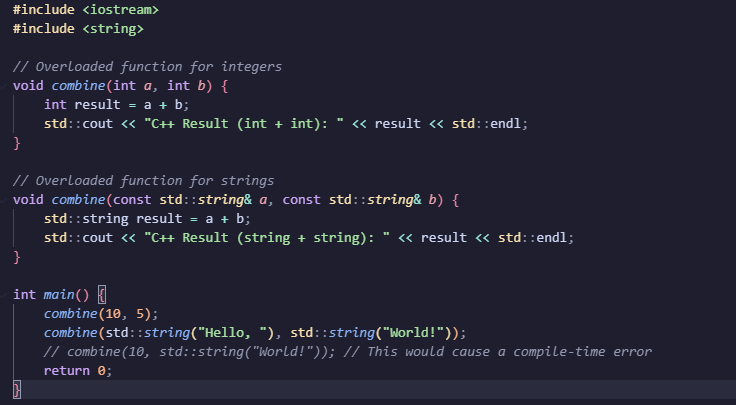 #include <iostream>
#include <string>

// Overloaded function for integers
void combine(int a, int b) {
    int result = a + b;
    std::cout << "C++ Result (int + int): " << result << std::endl;
}

// Overloaded function for strings
void combine(const std::string& a, const std::string& b) {
    std::string result = a + b;
    std::cout << "C++ Result (string + string): " << result << std::endl;
}

int main() {
    combine(10, 5);
    combine(std::string("Hello, "), std::string("World!"));
    // combine(10, std::string("World!")); // This would cause a compile-time error
    return 0;
}